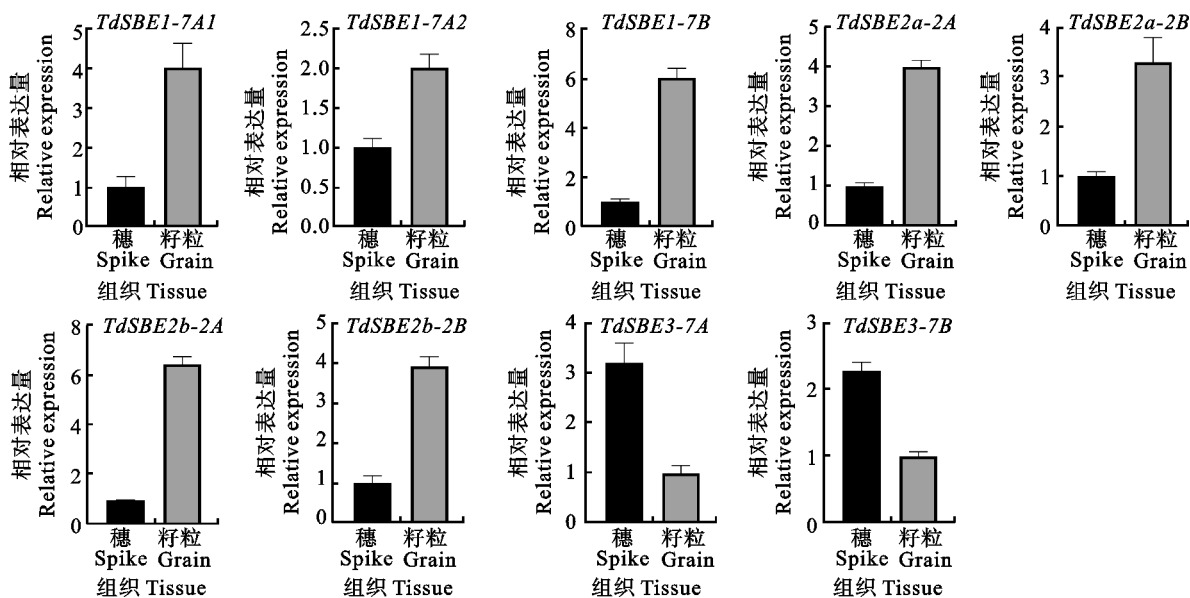 TdSBE1-7A1
相对表达量
Relative expression
5
4
3
2
1
0
穗 籽粒
Spike Grain
组织 Tissue
TdSBE1-7A2
相对表达量
Relative expression
2.5
2.0
1.5
1.0
0.5
0.0
穗 籽粒
Spike Grain
组织 Tissue
TdSBE1-7B
相对表达量
Relative expression
8
6
4
2
0
穗 籽粒
Spike Grain
组织 Tissue
TdSBE2a-2A
相对表达量
Relative expression
5
4
3
2
1
0
穗 籽粒
Spike Grain
组织 Tissue
TdSBE2a-2B
相对表达量
Relative expression
4
3
2
1
0
穗 籽粒
Spike Grain
组织 Tissue
TdSBE2b-2A
相对表达量
Relative expression
8
6
4
2
0
穗 籽粒
Spike Grain
组织 Tissue
TdSBE2b-2B
相对表达量
Relative expression
5
4
3
2
1
0
穗 籽粒
Spike Grain
组织 Tissue
TdSBE3-7A
相对表达量
Relative expression
4
3
2
1
0
穗 籽粒
Spike Grain
组织 Tissue
TdSBE3-7B
相对表达量
Relative expression
3
2
1
0
穗 籽粒
Spike Grain
组织 Tissue